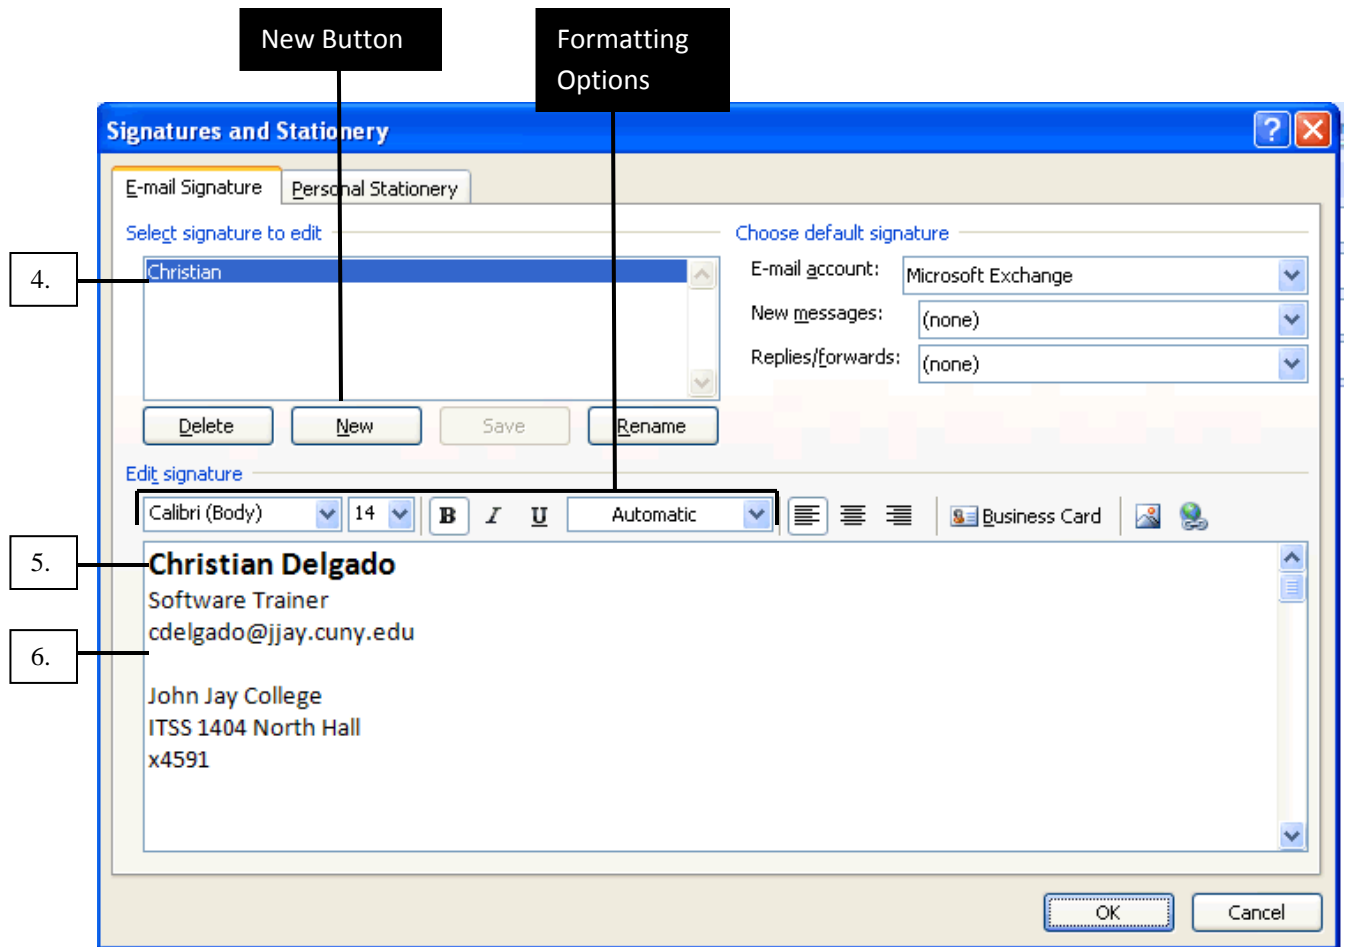 New Button
Formatting
Options
Signatures and Stationery
?
E-mail Signature
Personal Stationery
Select signature to edit
Choose default signature
4.
Christian
E-mail account:
Microsoft Exchange
New messages:
(none)
Replies/forwards:
(none)
Delete
New
Save
Rename
Edit signature
Calibri (Body)
14
B
I
U
Automatic
Business Card
5.
Christian Delgado
Software Trainer
cdelgado@jjay.cuny.edu
6.
John Jay College
ITSS 1404 North Hall
x4591
OK
Cancel